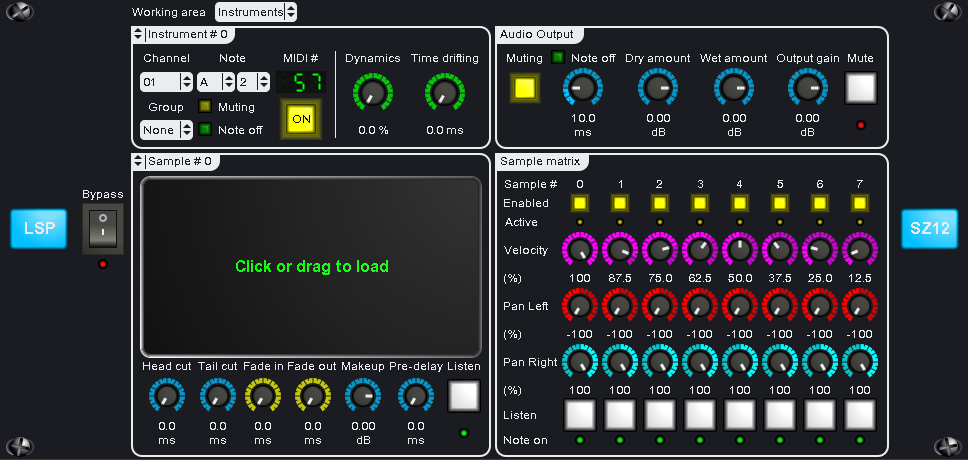 Working area Instruments
Instrument # 0
Channel Note MIDI # Dynamics Time drifting
01 A 2 57
Group Muting ON
None Note off 0.0 % 0.0 ms
Audio Output
Muting Note off Dry amount Wet amount Output gain Mute
10.0 0.00 0.00 0.00
ms dB dB dB
Bypass
LSP
Sample # 0
Click or drag to load
Head cut Tail cut Fade in Fade out Makeup Pre-delay Listen
0.0 0.0 0.0 0.0 0.00 0.0
ms ms ms ms dB ms
Sample matrix
Sample # 0 1 2 3 4 5 6 7
Enabled
Active
Velocity
(%) 100 87.5 75.0 62.5 50.0 37.5 25.0 12.5
Pan Left
(%) -100 -100 -100 -100 -100 -100 -100 -100
Pan Right
(%) 100 100 100 100 100 100 100 100
Listen
Note on
SZ12